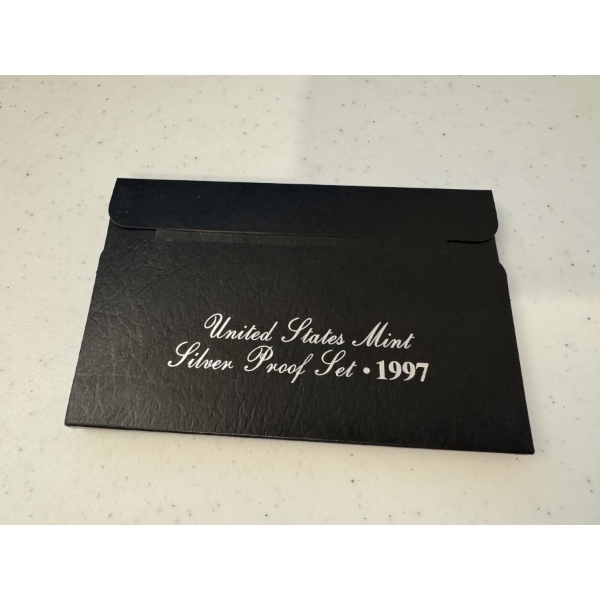 United States Mint
Silver Proof Set • 1997